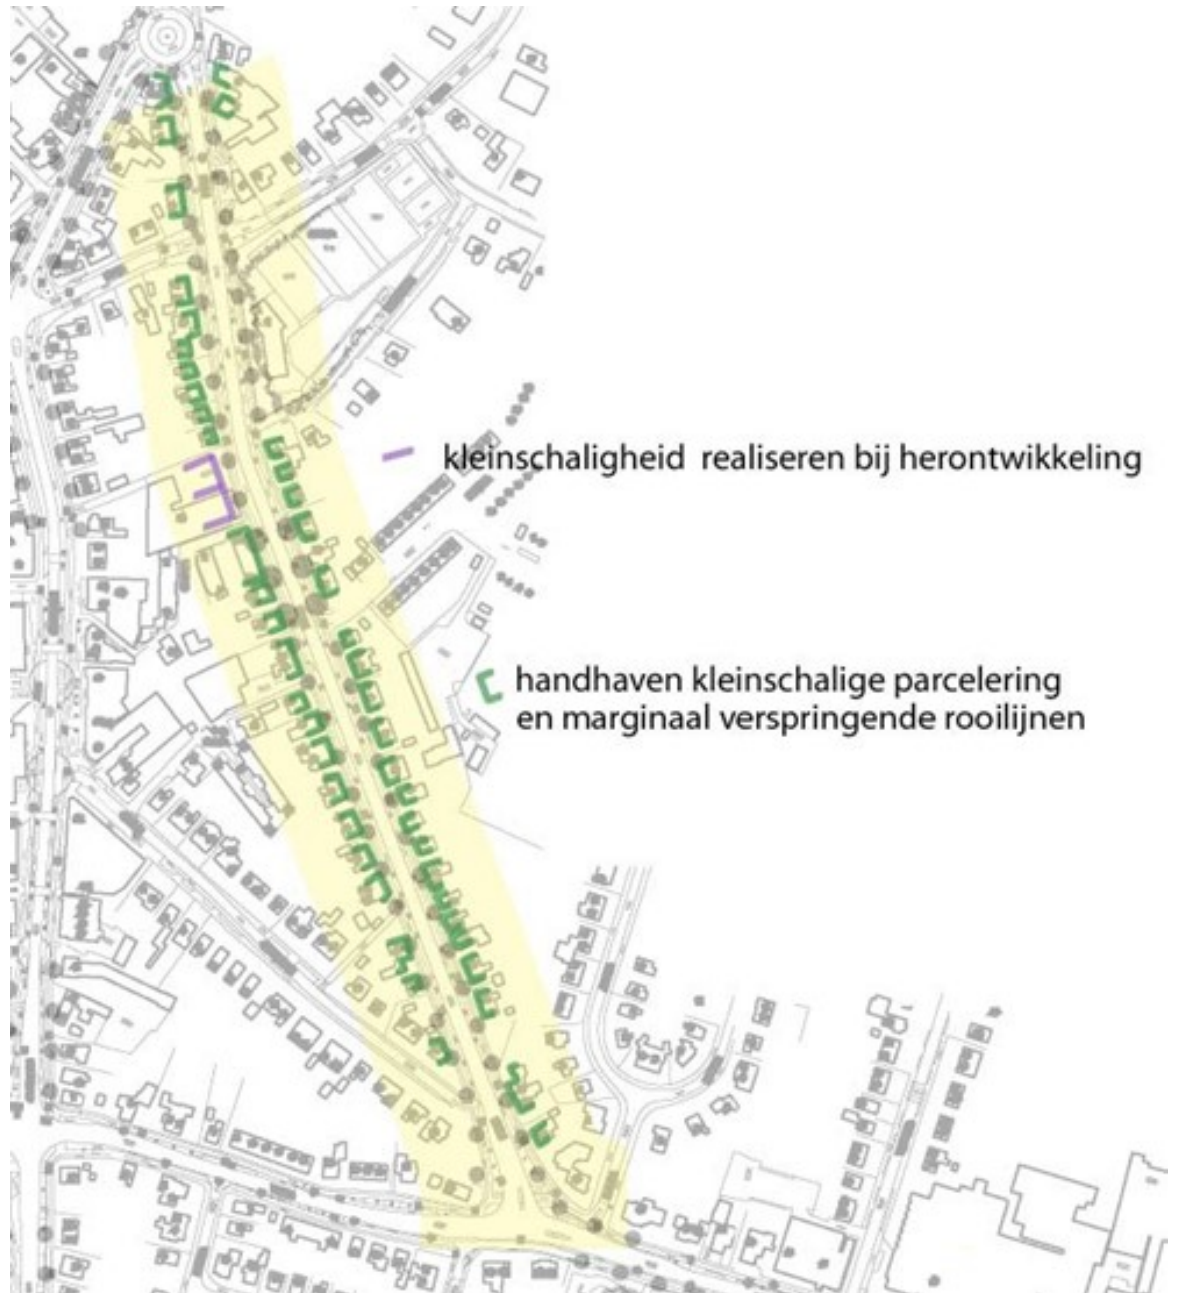 kleinschaligheid realiseren bij herontwikkeling
handhaven kleinschalige parcelering
en marginaal verspringende rooilijnen